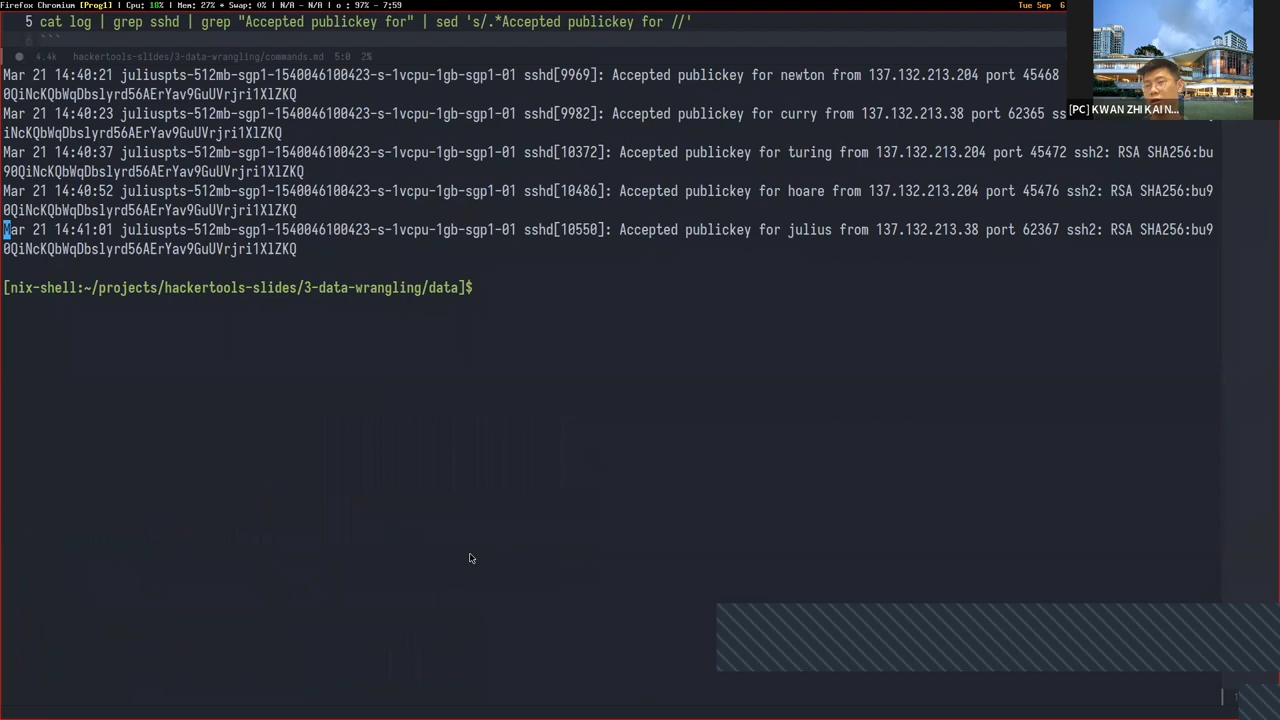 Firefox Chromium [Prog1] | Cpu: 18% | Mem: 27% * Swap: 0% | N/A - N/A | o : 97% - 7:59 Tue Sep 6
5 cat log | grep sshd | grep "Accepted publickey for" | sed 's/.*Accepted publickey for //'
6 ```
4.4k hackertools-slides/3-data-wrangling/commands.md 5:0 2%
[PC] KWAN ZHI KAI N...
Mar 21 14:40:21 juliuspts-512mb-sgp1-1540046100423-s-1vcpu-1gb-sgp1-01 sshd[9969]: Accepted publickey for newton from 137.132.213.204 port 45468
0QiNcKQbWqDbslyrd56AErYav9GuUVrjri1XlZKQ
Mar 21 14:40:23 juliuspts-512mb-sgp1-1540046100423-s-1vcpu-1gb-sgp1-01 sshd[9982]: Accepted publickey for curry from 137.132.213.38 port 62365 ss
iNcKQbWqDbslyrd56AErYav9GuUVrjri1XlZKQ
Mar 21 14:40:37 juliuspts-512mb-sgp1-1540046100423-s-1vcpu-1gb-sgp1-01 sshd[10372]: Accepted publickey for turing from 137.132.213.204 port 45472 ssh2: RSA SHA256:bu
90QiNcKQbWqDbslyrd56AErYav9GuUVrjri1XlZKQ
Mar 21 14:40:52 juliuspts-512mb-sgp1-1540046100423-s-1vcpu-1gb-sgp1-01 sshd[10486]: Accepted publickey for hoare from 137.132.213.204 port 45476 ssh2: RSA SHA256:bu9
0QiNcKQbWqDbslyrd56AErYav9GuUVrjri1XlZKQ
Mar 21 14:41:01 juliuspts-512mb-sgp1-1540046100423-s-1vcpu-1gb-sgp1-01 sshd[10550]: Accepted publickey for julius from 137.132.213.38 port 62367 ssh2: RSA SHA256:bu9
0QiNcKQbWqDbslyrd56AErYav9GuUVrjri1XlZKQ
[nix-shell:~/projects/hackertools-slides/3-data-wrangling/data]$